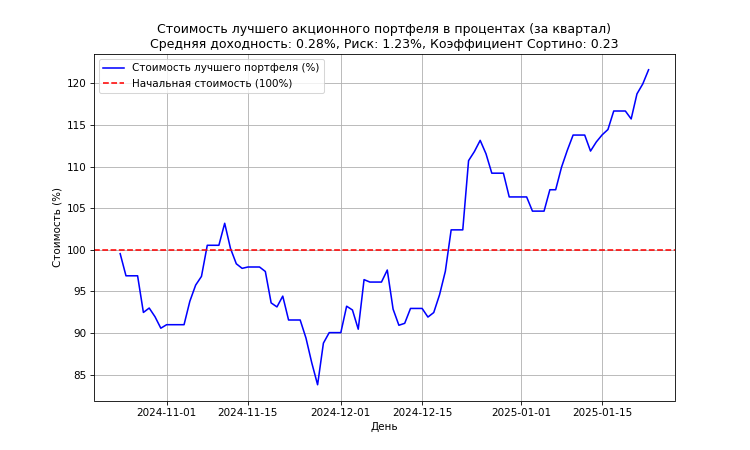 Стоимость лучшего акционного портфеля в процентах (за квартал)
Средняя доходность: 0.28%, Риск: 1.23%, Коэффициент Сортино: 0.23
Стоимость лучшего портфеля (%)
Начальная стоимость (100%)
Стоимость (%)
120
115
110
105
100
95
90
85
2024-11-01
2024-11-15
2024-12-01
2024-12-15
2025-01-01
2025-01-15
День